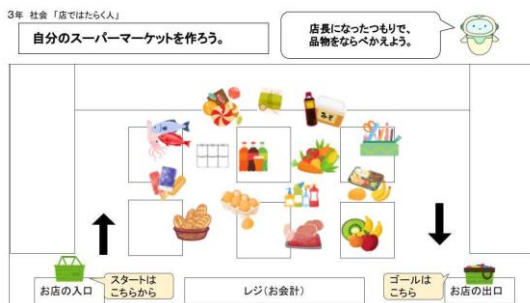 3年 社会 「店ではたらく人」
自分のスーパーマーケットを作ろう。
店長になったつもりで、
品物をならべかえよう。
みそ
お店の入口
スタートは
こちらから
レジ(お会計)
ゴールは
こちら
お店の出口